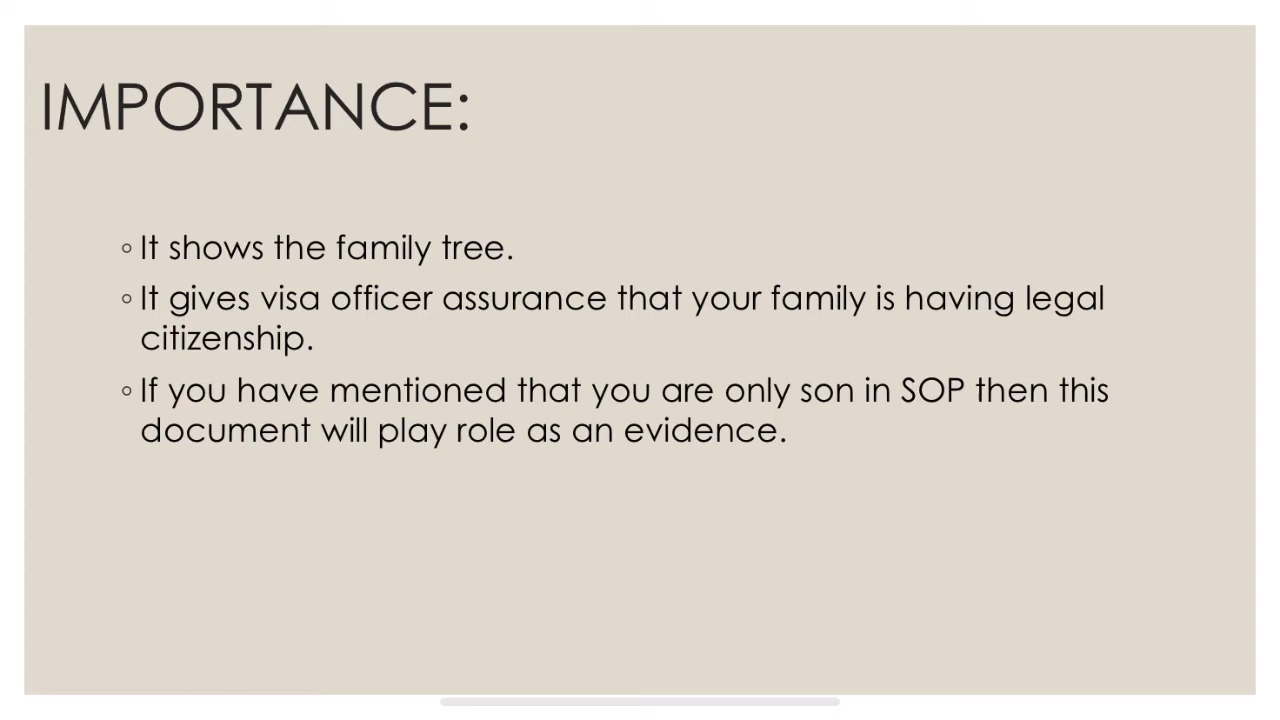 IMPORTANCE:
◦ It shows the family tree.
◦ It gives visa officer assurance that your family is having legal
citizenship.
◦ If you have mentioned that you are only son in SOP then this
document will play role as an evidence.